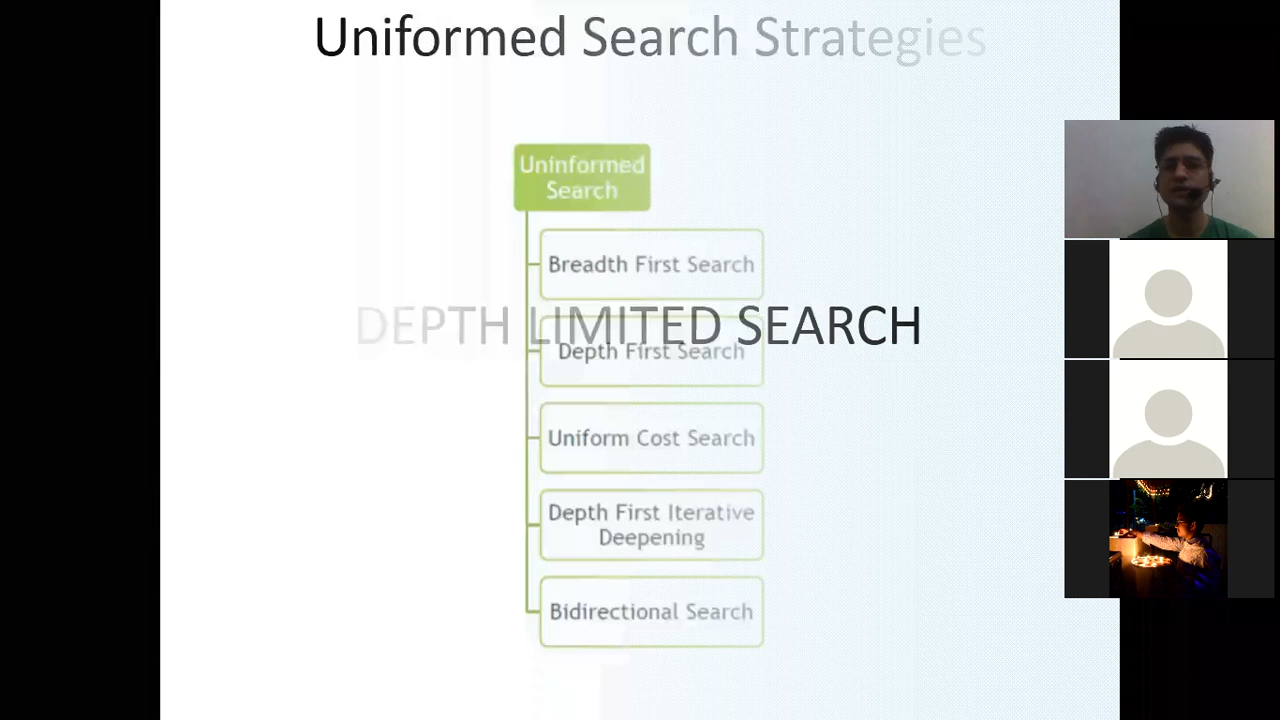 Uniformed Search Strategies
Uninformed
Search
Breadth First Search
DEPTH LIMITED SEARCH
Depth First Search
Uniform Cost Search
Depth First Iterative
Deepening
Bidirectional Search